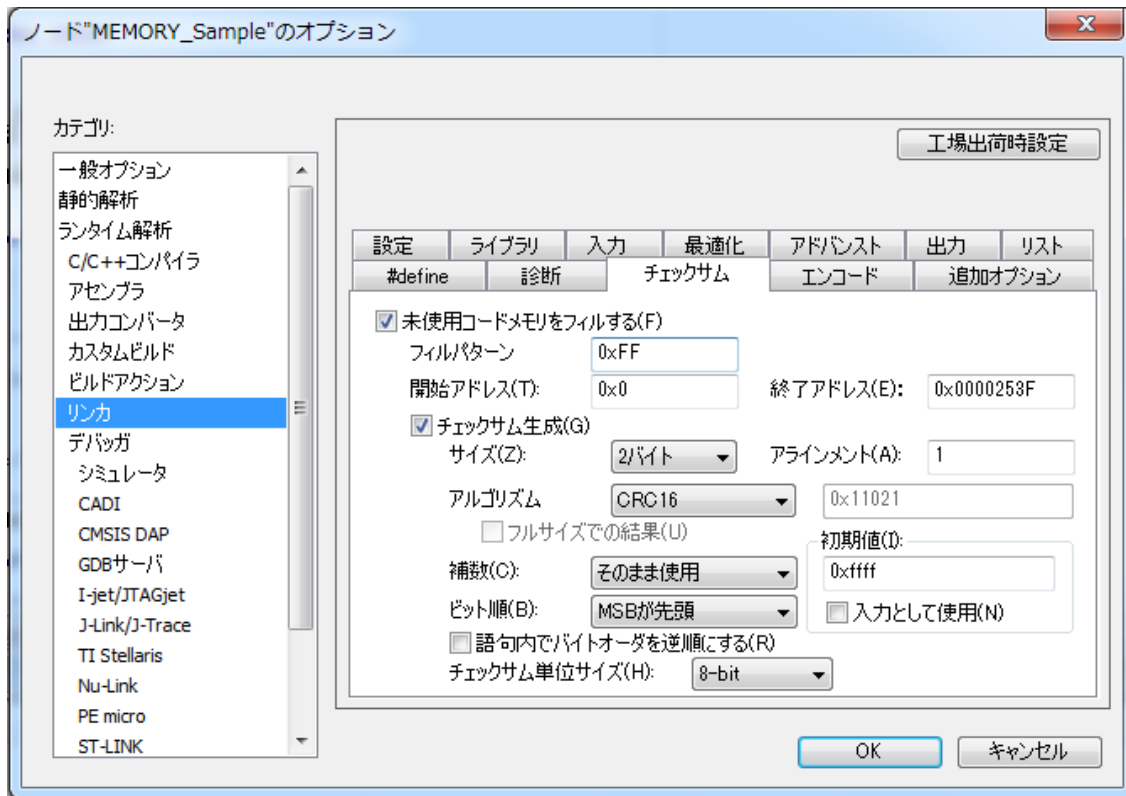 ノード"MEMORY_Sample"のオプション
カテゴリ:
一般オプション
静的解析
ランタイム解析
C/C++コンパイラ
アセンブラ
出力コンバータ
カスタムビルド
ビルドアクション
リンカ
デバッガ
シミュレータ
CADI
CMSIS DAP
GDBサーバ
I-jet/JTAGjet
J-Link/J-Trace
TI Stellaris
Nu-Link
PE micro
ST-LINK
工場出荷時設定
設定 ライブラリ 入力 最適化 アドバンスト 出力 リスト
#define 診断 チェックサム エンコード 追加オプション
未使用コードメモリをフィルする(F)
フィルパターン 0xFF
開始アドレス(T): 0x0 終了アドレス(E): 0x0000253F
チェックサム生成(G)
サイズ(Z): 2バイト アラインメント(A): 1
アルゴリズム CRC16 0x11021
フルサイズでの結果(U)
初期値(I):
補数(C): そのまま使用 0xffff
ビット順(B): MSBが先頭 入力として使用(N)
語句内でバイトオーダを逆順にする(R)
チェックサム単位サイズ(H): 8-bit
OK キャンセル